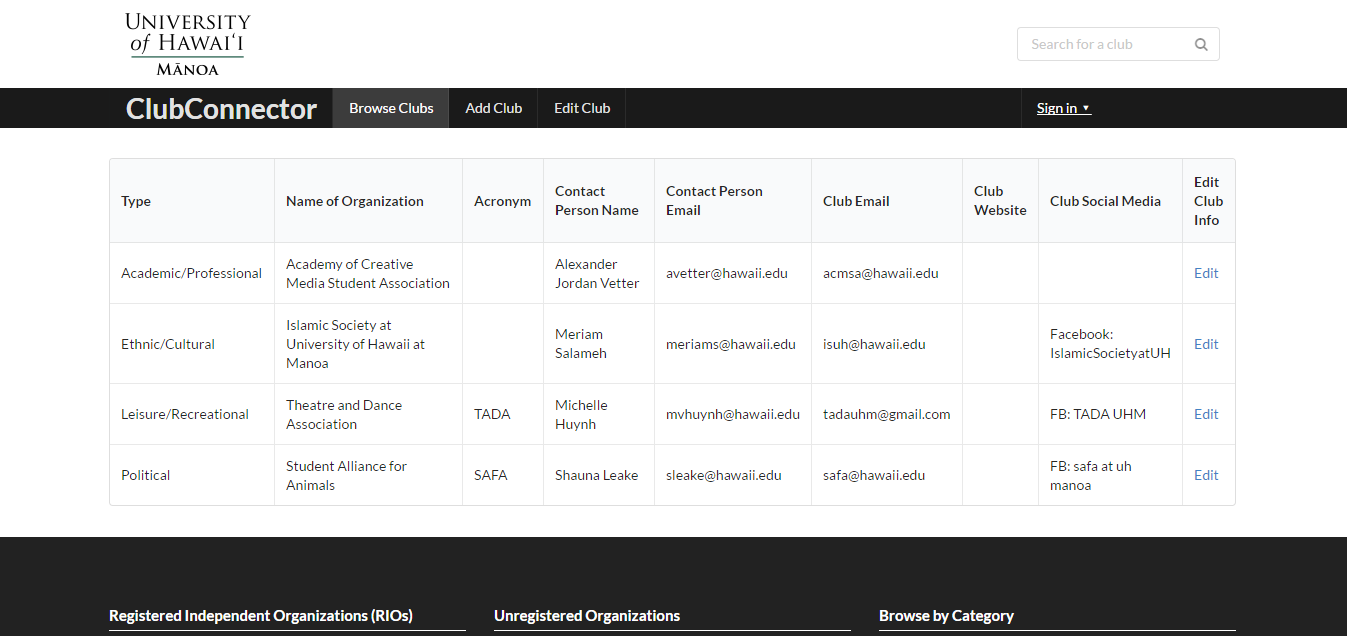 UNIVERSITY
of HAWAIʻI
MĀNOA
Search for a club
ClubConnector Browse Clubs Add Club Edit Club Sign in
Type Name of Organization Acronym Contact Person Name Contact Person Email Club Email Club Website Club Social Media Edit Club Info
Academic/Professional Academy of Creative Media Student Association Alexander Jordan Vetter avetter@hawaii.edu acmsa@hawaii.edu Edit
Ethnic/Cultural Islamic Society at University of Hawaii at Manoa Meriam Salameh meriams@hawaii.edu isuh@hawaii.edu Facebook: IslamicSocietyatUH Edit
Leisure/Recreational Theatre and Dance Association TADA Michelle Huynh mvhuynh@hawaii.edu tadauhm@gmail.com FB: TADA UHM Edit
Political Student Alliance for Animals SAFA Shauna Leake sleake@hawaii.edu safa@hawaii.edu FB: safa at uh manoa Edit
Registered Independent Organizations (RIOs) Unregistered Organizations Browse by Category